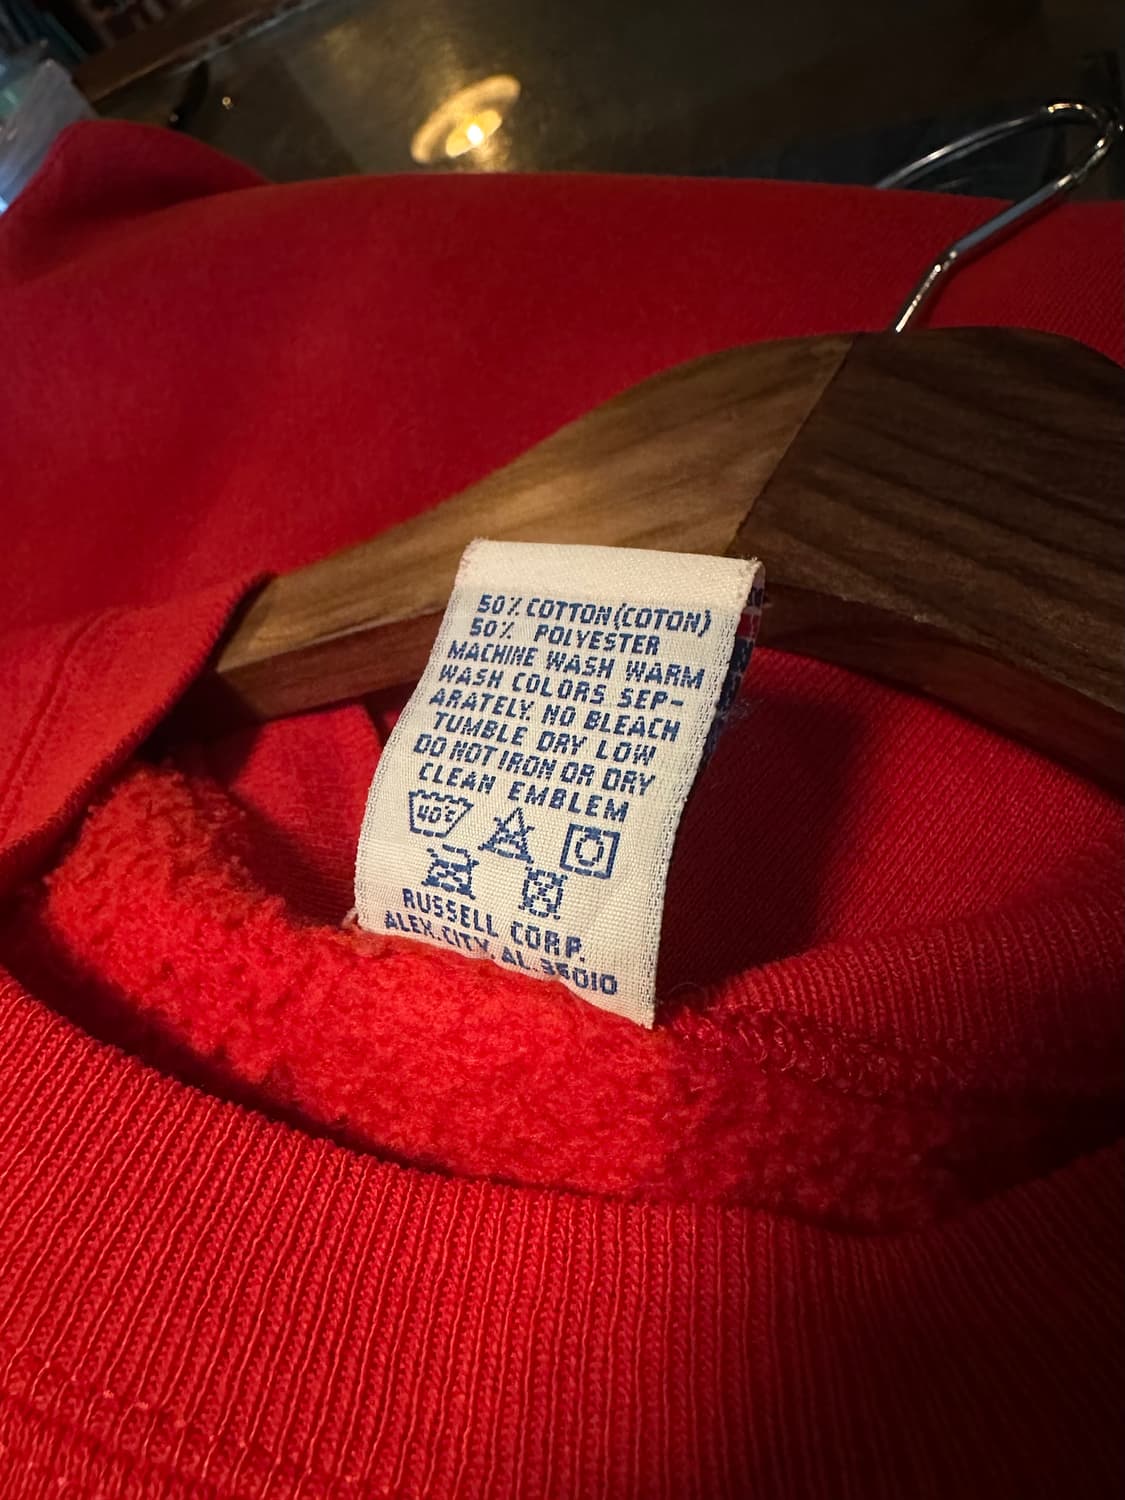 50% COTTON (COTON)
50% POLYESTER
MACHINE WASH WARM
WASH COLORS SEP-
ARATELY. NO BLEACH
TUMBLE DRY LOW
DO NOT IRON OR DRY
CLEAN EMBLEM
40°C
RUSSELL CORP.
ALEX.CITY, AL 35010